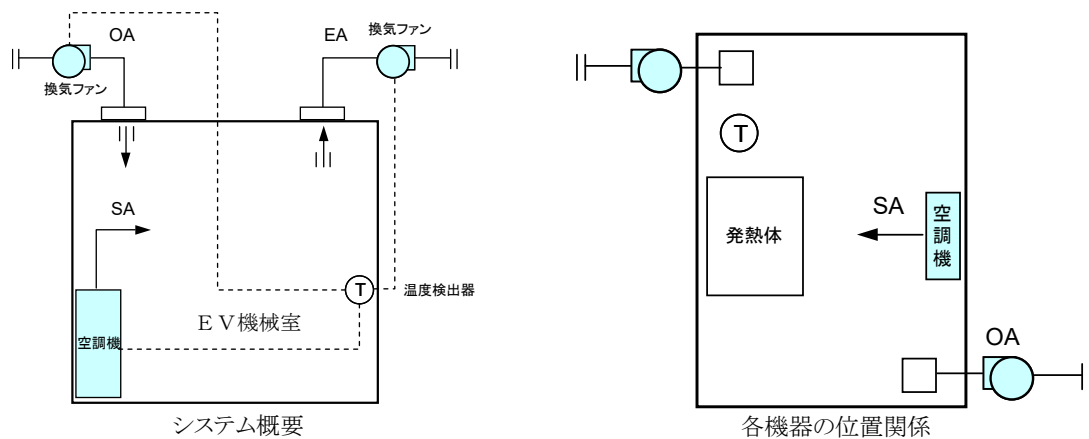 OA
換気ファン
EA
換気ファン
SA
T
温度検出器
ＥＶ機械室
空調機
システム概要
T
発熱体
SA
空調機
OA
各機器の位置関係